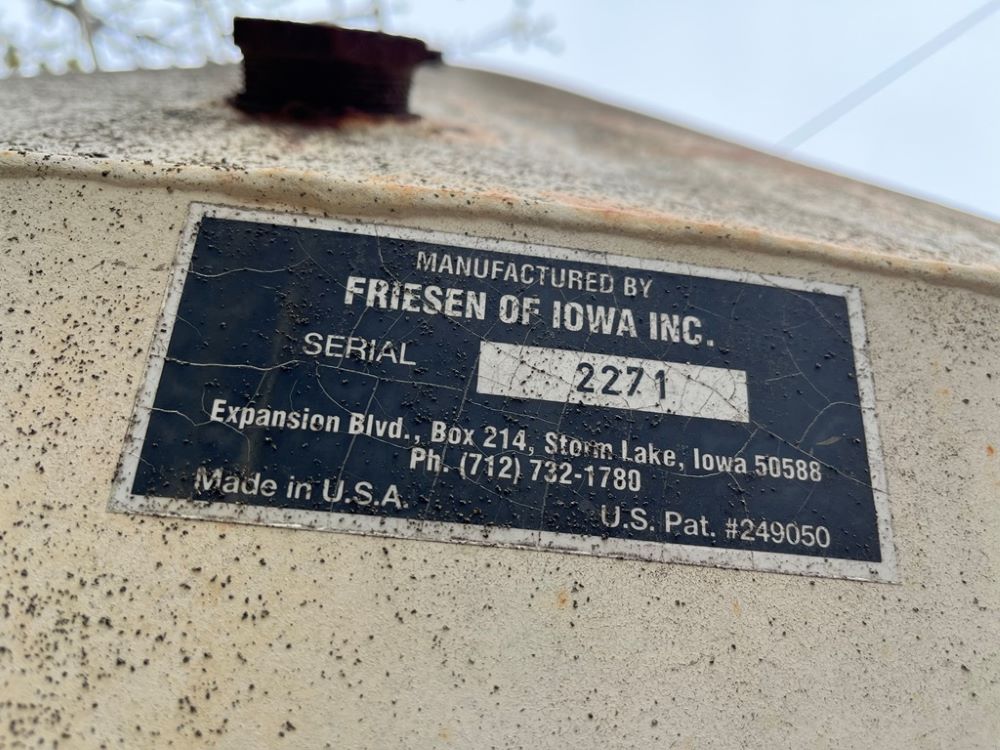 MANUFACTURED BY
FRIESEN OF IOWA INC.
SERIAL 2271
Expansion Blvd., Box 214, Storm Lake, Iowa 50588
Ph. (712) 732-1780
Made in U.S.A.
U.S. Pat. #249050